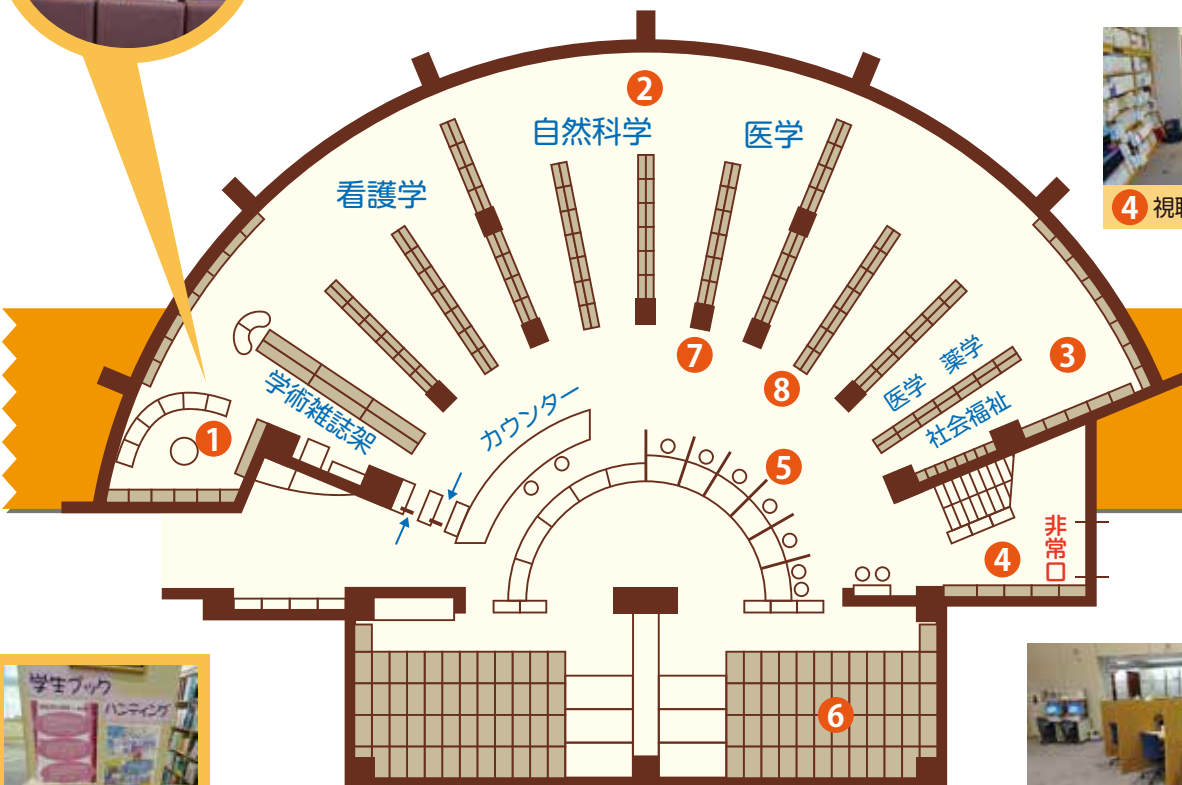 2
自然科学
医学
看護学
4 視聴
7
3
8
医学 薬学
社会福祉
学術雑誌架
カウンター
1
5
非常口
4
6
学生ブック
ハンティング